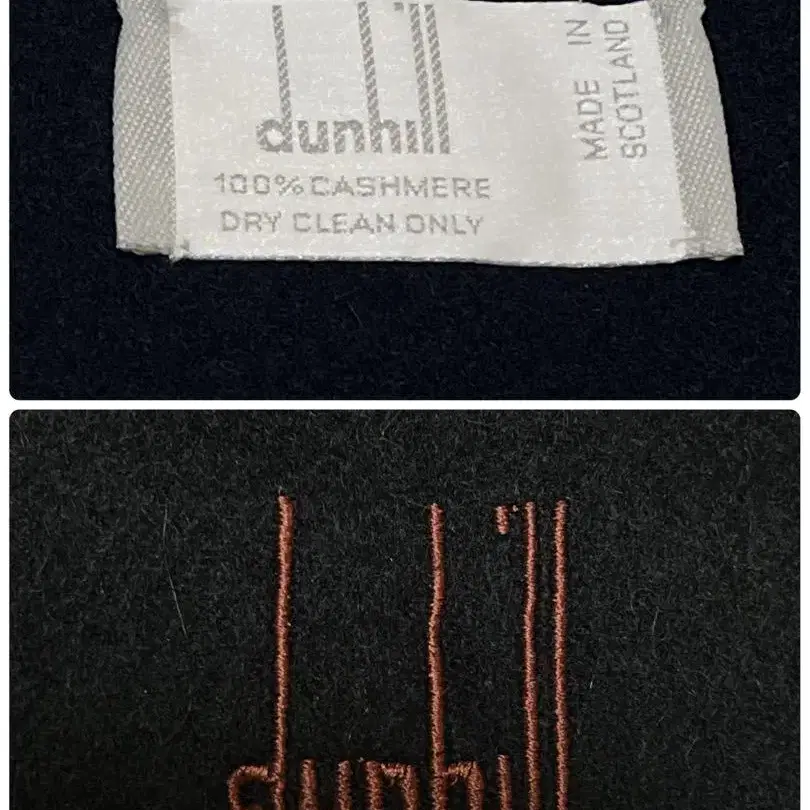 dunhill
100% CASHMERE
DRY CLEAN ONLY
MADE IN
SCOTLAND
dunhill